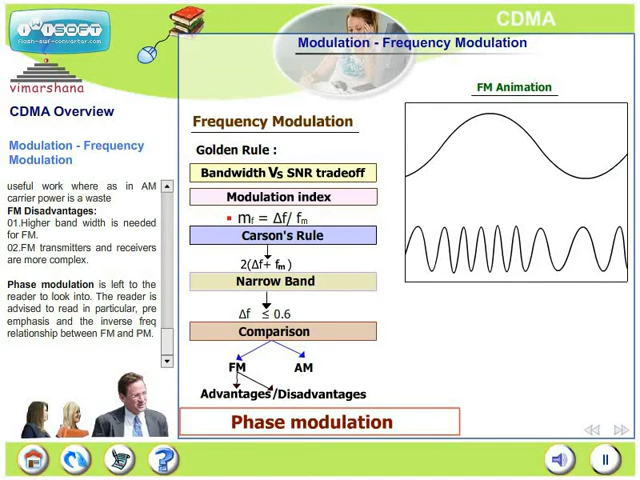 CDMA
iWiSOFT
flash-swf-converter.com
Modulation - Frequency Modulation
vimarshana
CDMA Overview
Modulation - Frequency
Modulation
useful work where as in AM
carrier power is a waste
FM Disadvantages:
01.Higher band width is needed
for FM.
02.FM transmitters and receivers
are more complex.
Phase modulation is left to the
reader to look into. The reader is
advised to read in particular, pre
emphasis and the inverse freq
relationship between FM and PM.
Frequency Modulation
Golden Rule :
Bandwidth Vs SNR tradeoff
Modulation index
mf = Δf/ fm
Carson's Rule
2(Δf+ fm )
Narrow Band
Δf ≤ 0.6
Comparison
FM AM
Advantages/Disadvantages
Phase modulation
FM Animation